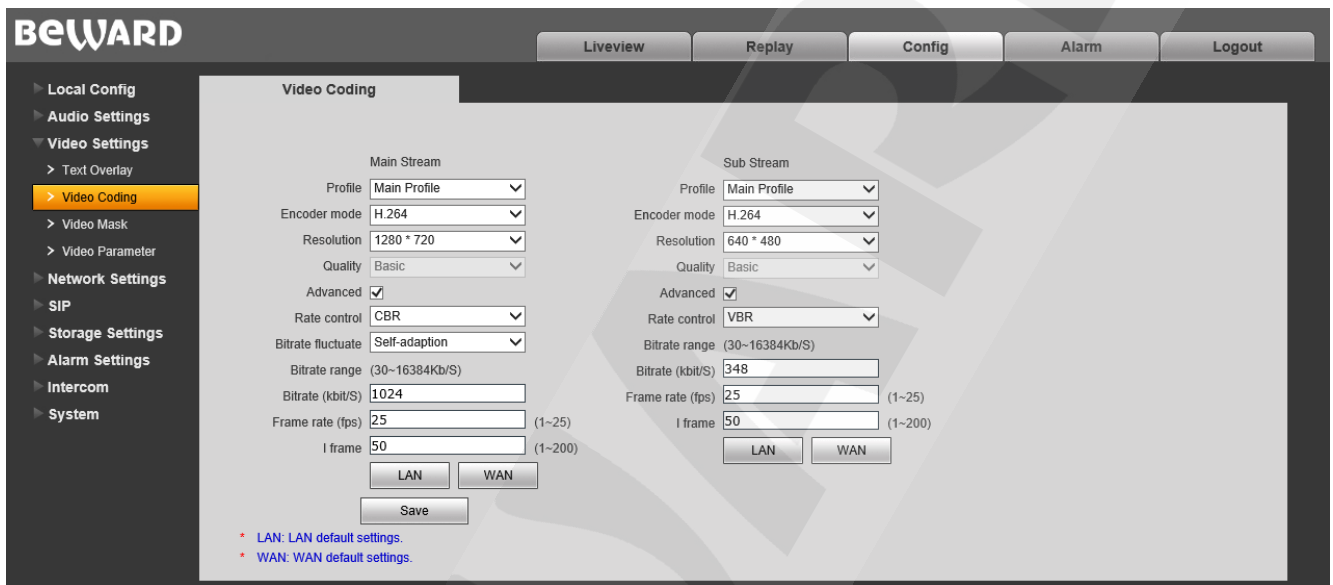 BEWARD
Liveview Replay Config Alarm Logout
Local Config
Audio Settings
Video Settings
> Text Overlay
> Video Coding
> Video Mask
> Video Parameter
Network Settings
SIP
Storage Settings
Alarm Settings
Intercom
System
Video Coding
Main Stream
Profile Main Profile
Encoder mode H.264
Resolution 1280 * 720
Quality Basic
Advanced
Rate control CBR
Bitrate fluctuate Self-adaption
Bitrate range (30~16384Kb/S)
Bitrate (kbit/S) 1024
Frame rate (fps) 25 (1~25)
I frame 50 (1~200)
LAN WAN
Save
Sub Stream
Profile Main Profile
Encoder mode H.264
Resolution 640 * 480
Quality Basic
Advanced
Rate control VBR
Bitrate range (30~16384Kb/S)
Bitrate (kbit/S) 348
Frame rate (fps) 25 (1~25)
I frame 50 (1~200)
LAN WAN
* LAN: LAN default settings.
* WAN: WAN default settings.